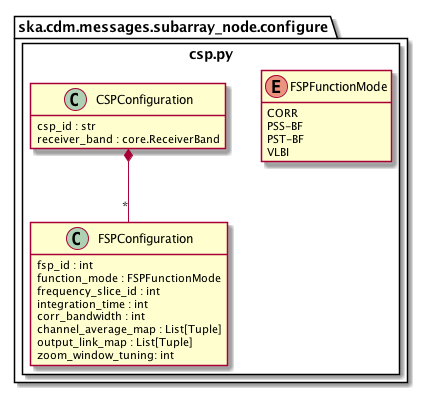 ska.cdm.messages.subarray_node.configure
csp.py
C CSPConfiguration
csp_id : str
receiver_band : core.ReceiverBand
E FSPFunctionMode
CORR
PSS-BF
PST-BF
VLBI
*
C FSPConfiguration
fsp_id : int
function_mode : FSPFunctionMode
frequency_slice_id : int
integration_time : int
corr_bandwidth : int
channel_average_map : List[Tuple]
output_link_map : List[Tuple]
zoom_window_tuning: int